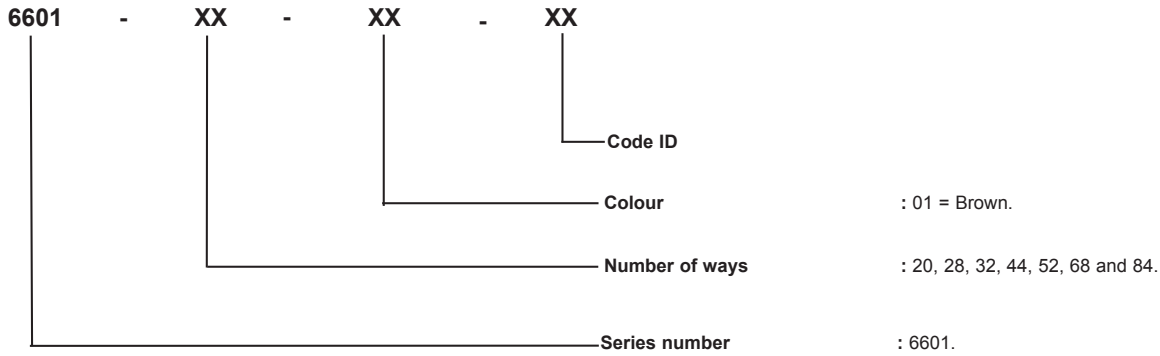 6601 - XX - XX - XX
Code ID
Colour : 01 = Brown.
Number of ways : 20, 28, 32, 44, 52, 68 and 84.
Series number : 6601.